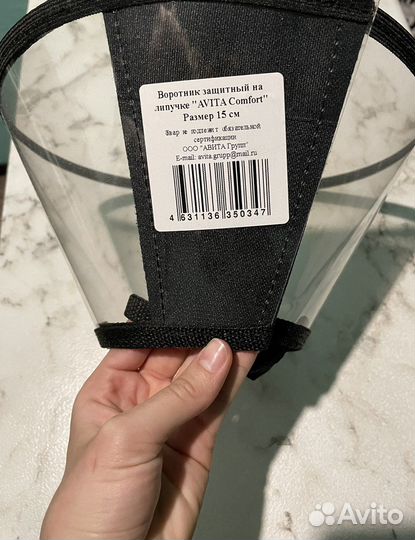 Воротник защитный на
липучке "AVITA Comfort"
Размер 15 см
Товар не подлежит обязательной
сертификации
ООО "АВИТА Групп"
E-mail: avita.grupp@mail.ru
4 631136 350347
Avito